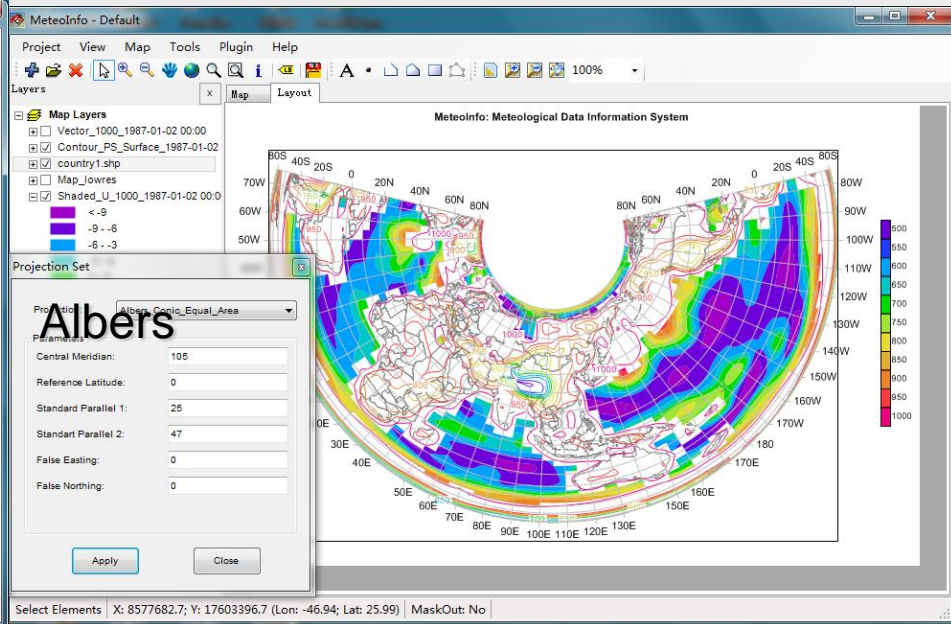 MeteoInfo - Default
Project View Map Tools Plugin Help
100%
Layers x
Map Layout
Map Layers
Vector_1000_1987-01-02 00:00
Contour_PS_Surface_1987-01-02
country1.shp
Map_lowres
Shaded_U_1000_1987-01-02 00:0
< -9
-9 - -6
-6 - -3
MeteoInfo: Meteological Data Information System
80S 40S 20S 0 20N 40N 60N 80N
80N 60N 40N 20N 0 20S 40S 80S
70W 60W 50W
80W 90W 100W 110W 120W 130W 140W 150W 160W 170W 180 170E 160E 150E
30E 40E 50E 60E 70E 80E 90E 100E 110E 120E 130E
500
550
600
650
700
750
800
850
900
950
1000
Projection Set
Albers_Conic_Equal_Area
Albers
Parameters
Central Meridian: 105
Reference Latitude: 0
Standard Parallel 1: 25
Standart Parallel 2: 47
False Easting: 0
False Northing: 0
Apply Close
Select Elements X: 8577682.7; Y: 17603396.7 (Lon: -46.94; Lat: 25.99) MaskOut: No